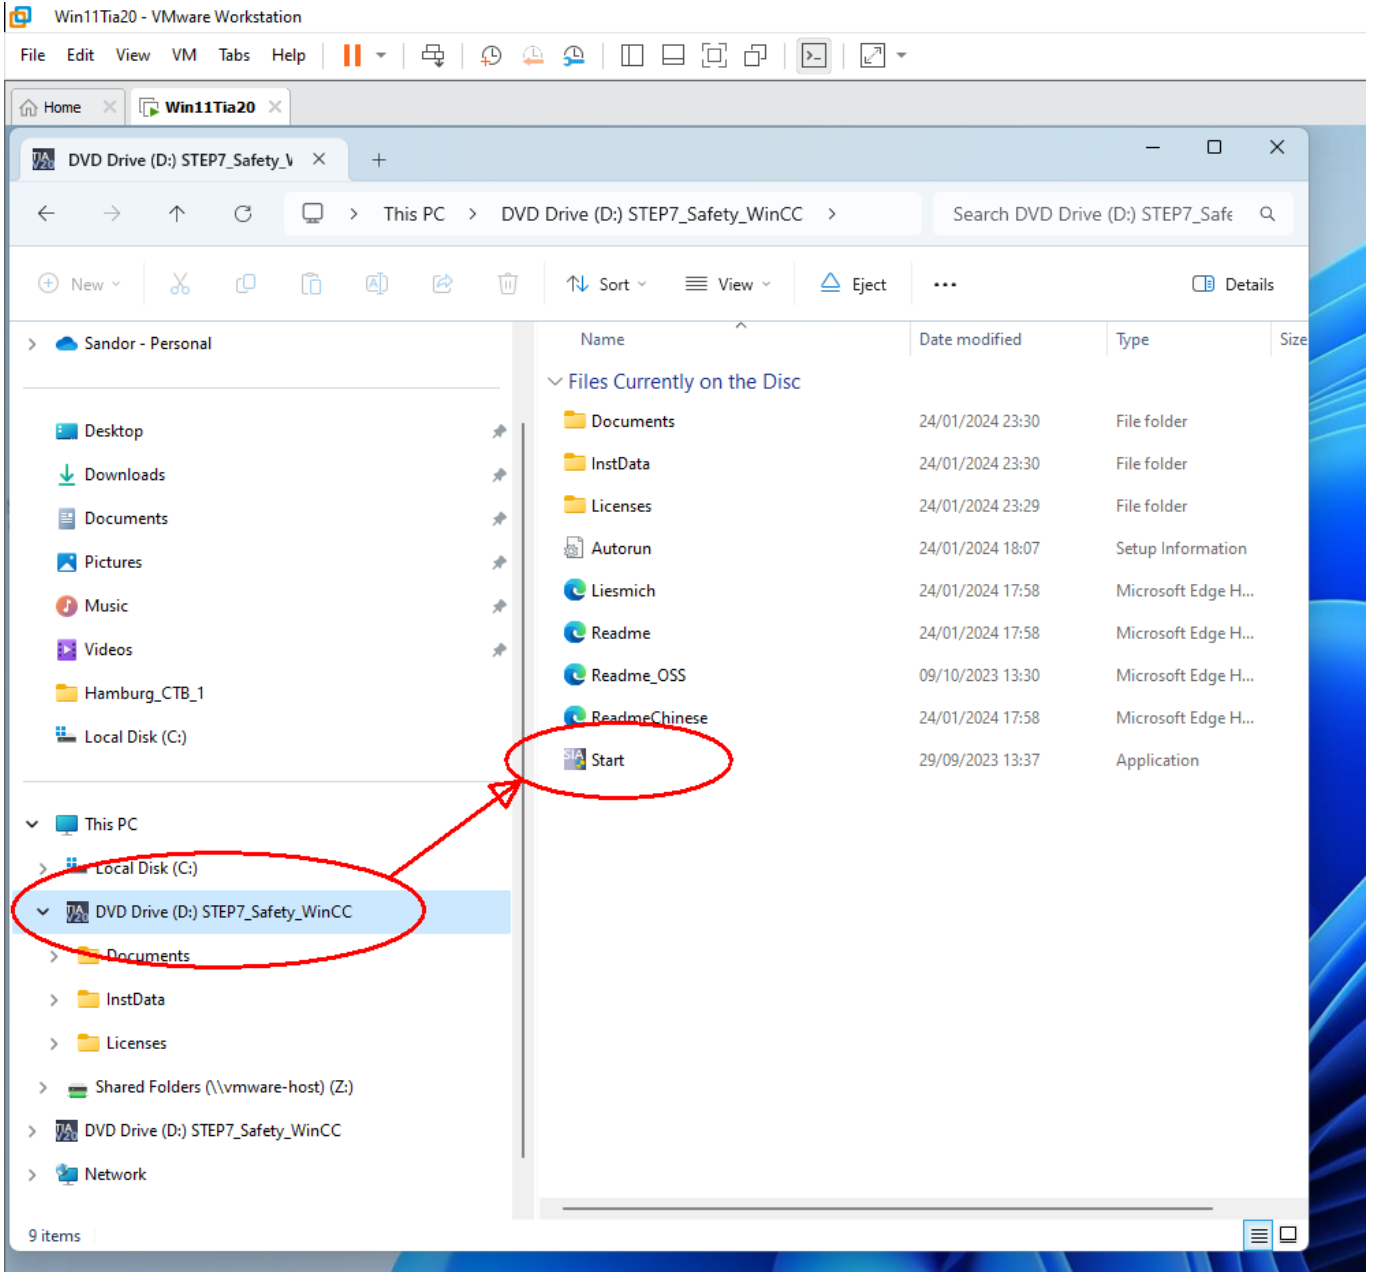 Win11Tia20 - VMware Workstation
File Edit View VM Tabs Help
Home Win11Tia20
DVD Drive (D:) STEP7_Safety_W
This PC > DVD Drive (D:) STEP7_Safety_WinCC > Search DVD Drive (D:) STEP7_Safe
New Sort View Eject Details
Sandor - Personal
Desktop
Downloads
Documents
Pictures
Music
Videos
Hamburg_CTB_1
Local Disk (C:)
This PC
Local Disk (C:)
DVD Drive (D:) STEP7_Safety_WinCC
Documents
InstData
Licenses
Shared Folders (\\vmware-host) (Z:)
DVD Drive (D:) STEP7_Safety_WinCC
Network
Name Date modified Type Size
Files Currently on the Disc
Documents 24/01/2024 23:30 File folder
InstData 24/01/2024 23:30 File folder
Licenses 24/01/2024 23:29 File folder
Autorun 24/01/2024 18:07 Setup Information
Liesmich 24/01/2024 17:58 Microsoft Edge H...
Readme 24/01/2024 17:58 Microsoft Edge H...
Readme_OSS 09/10/2023 13:30 Microsoft Edge H...
ReadmeChinese 24/01/2024 17:58 Microsoft Edge H...
Start 29/09/2023 13:37 Application
9 items